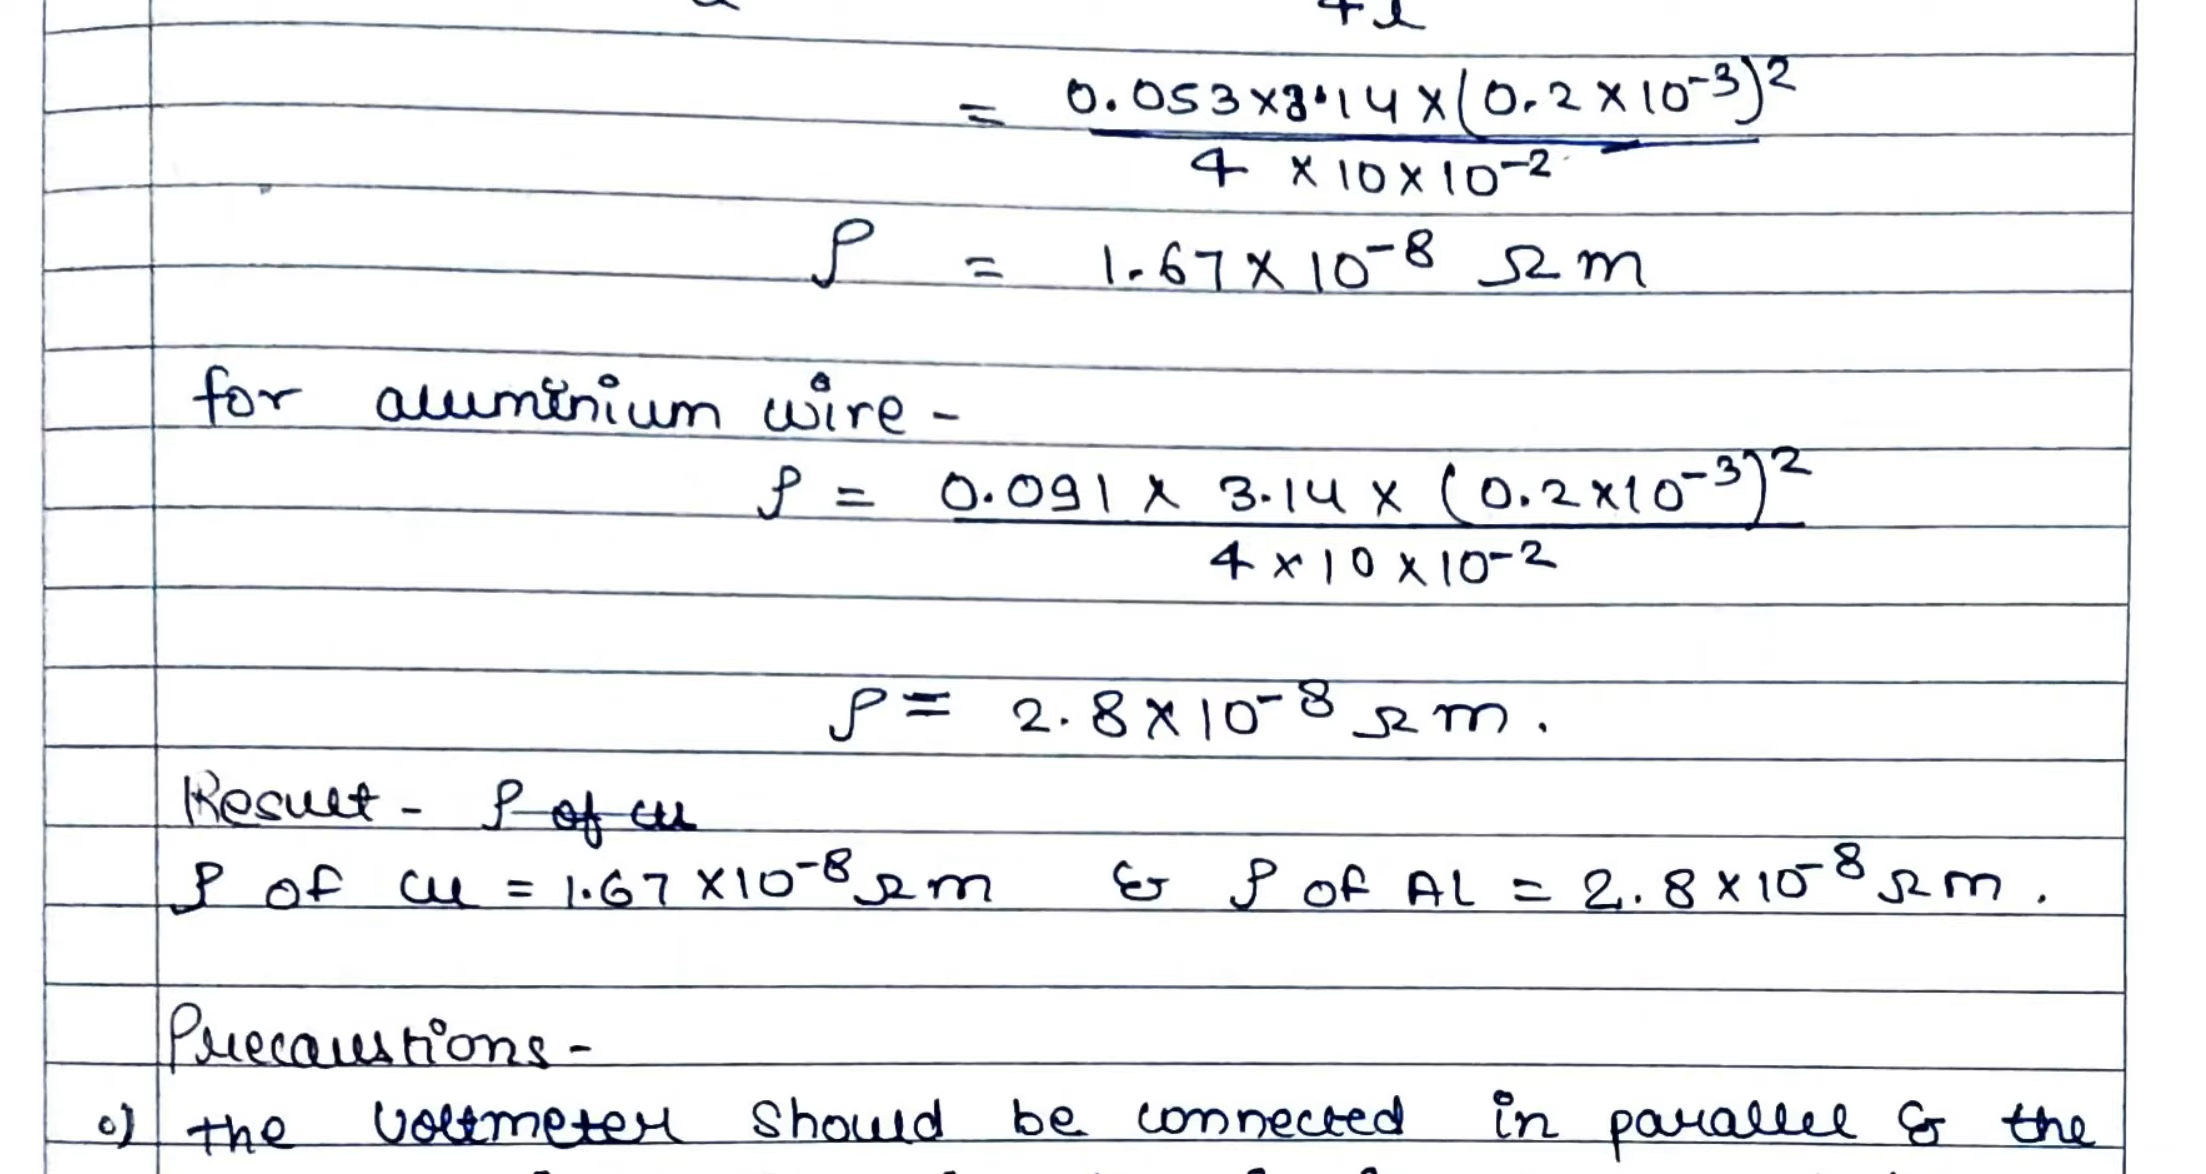 4l
= 0.053×3.14×(0.2×10⁻³)²
4 ×10×10⁻²
ρ = 1.67×10⁻⁸ Ωm
for aluminium wire -
ρ = 0.091 × 3.14 × (0.2×10⁻³)²
4×10×10⁻²
ρ = 2.8×10⁻⁸ Ωm.
Result - ρ of cu
ρ of cu = 1.67×10⁻⁸ Ωm & ρ of AL = 2.8×10⁻⁸ Ωm.
Precaustions -
o) the voltmeter should be connected in parallel & the